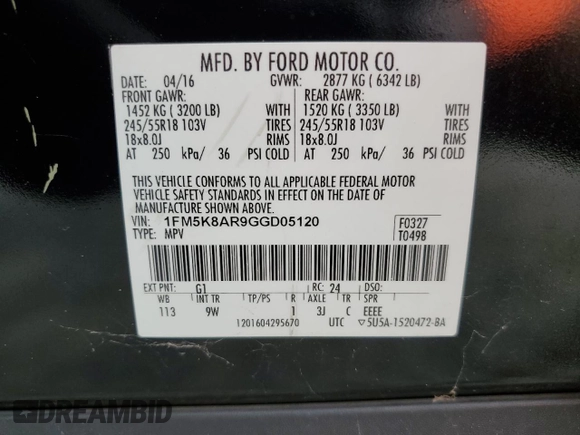 MFD. BY FORD MOTOR CO.
DATE: 04/16 GVWR: 2877 KG ( 6342 LB)
FRONT GAWR: REAR GAWR:
1452 KG ( 3200 LB) WITH 1520 KG ( 3350 LB) WITH
245/55R18 103V TIRES 245/55R18 103V TIRES
18x8.0J RIMS 18x8.0J RIMS
AT 250 kPa/ 36 PSI COLD AT 250 kPa/ 36 PSI COLD
THIS VEHICLE CONFORMS TO ALL APPLICABLE FEDERAL MOTOR
VEHICLE SAFETY STANDARDS IN EFFECT ON THE DATE OF
MANUFACTURE SHOWN ABOVE.
VIN: 1FM5K8AR9GGD05120 F0327
TYPE: MPV T0498
EXT PNT: G1 RC: 24 DSO:
WB INT TR TP/PS R AXLE TR SPR
113 9W 1 3J C EEEE
1201604295670 UTC ▽5U5A-1520472-BA
DREAMBID